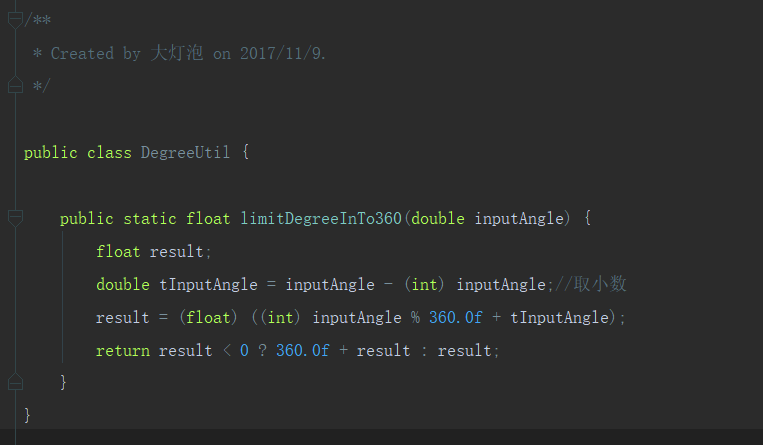 /**
 * Created by 大灯泡 on 2017/11/9.
 */
public class DegreeUtil {
    public static float limitDegreeInTo360(double inputAngle) {
        float result;
        double tInputAngle = inputAngle - (int) inputAngle;//取小数
        result = (float) ((int) inputAngle % 360.0f + tInputAngle);
        return result < 0 ? 360.0f + result : result;
    }
}